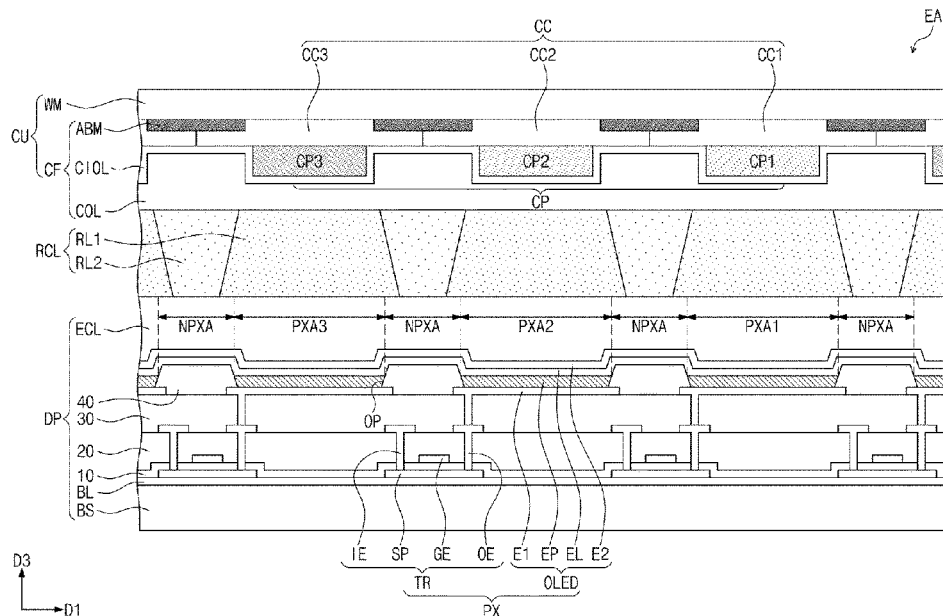 EA
CC
CC3 CC2 CC1
WM
CU
ABM
CF
CIOL
CP3 CP2 CP1
CP
COL
RL1
RCL
RL2
NPXA PXA3 NPXA PXA2 NPXA PXA1 NPXA
ECL
40
OP
DP
30
20
10
BL
BS
IE SP GE OE E1 EP EL E2
TR OLED
PX
D3
D1